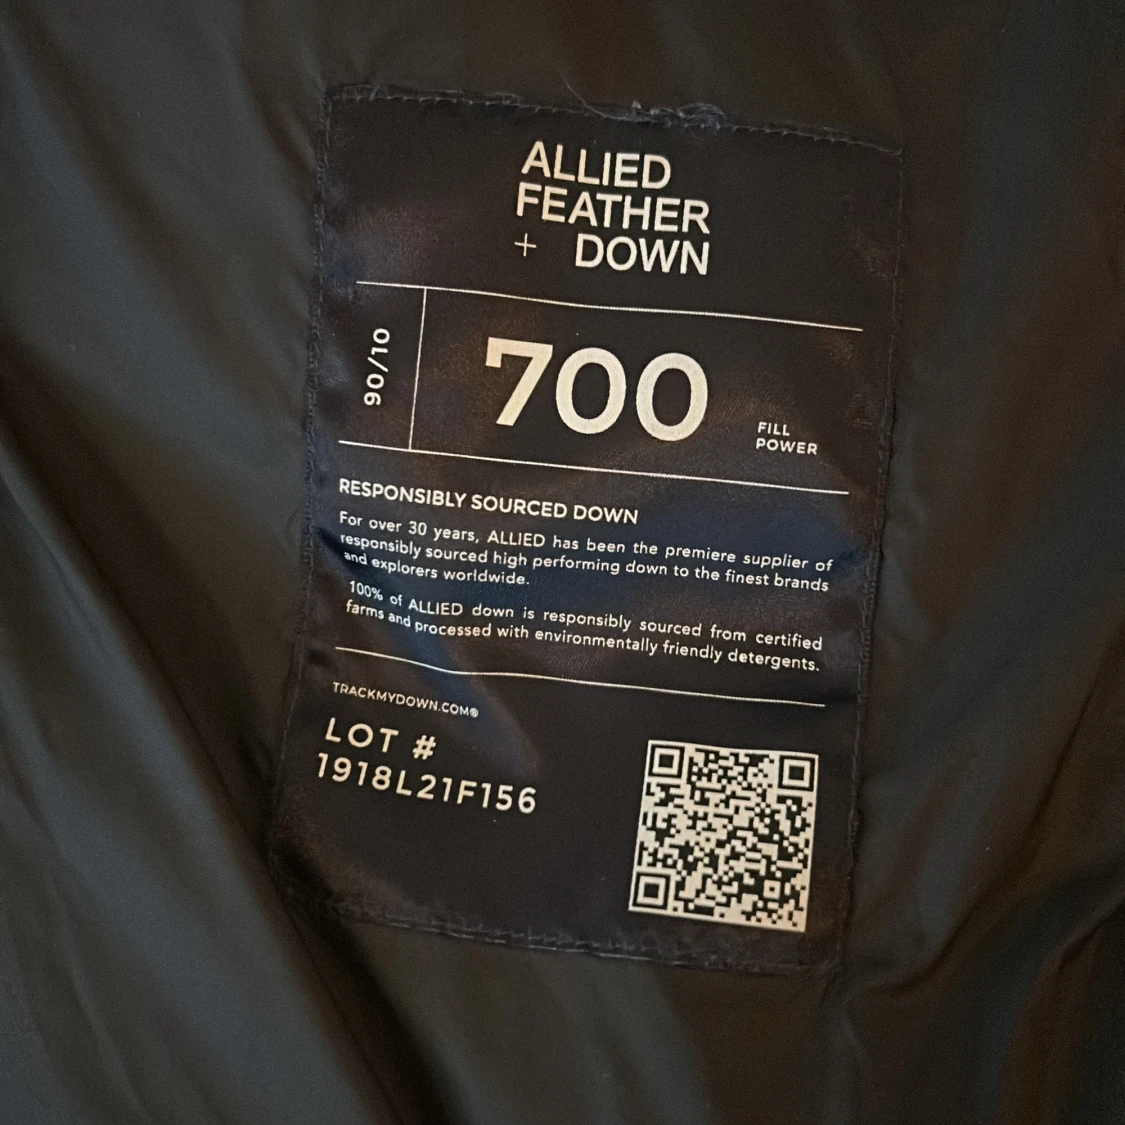 ALLIED
FEATHER
+ DOWN
90/10
700
FILL
POWER
RESPONSIBLY SOURCED DOWN
For over 30 years, ALLIED has been the premiere supplier of
responsibly sourced high performing down to the finest brands
and explorers worldwide.
100% of ALLIED down is responsibly sourced from certified
farms and processed with environmentally friendly detergents.
TRACKMYDOWN.COM®
LOT #
1918L21F156